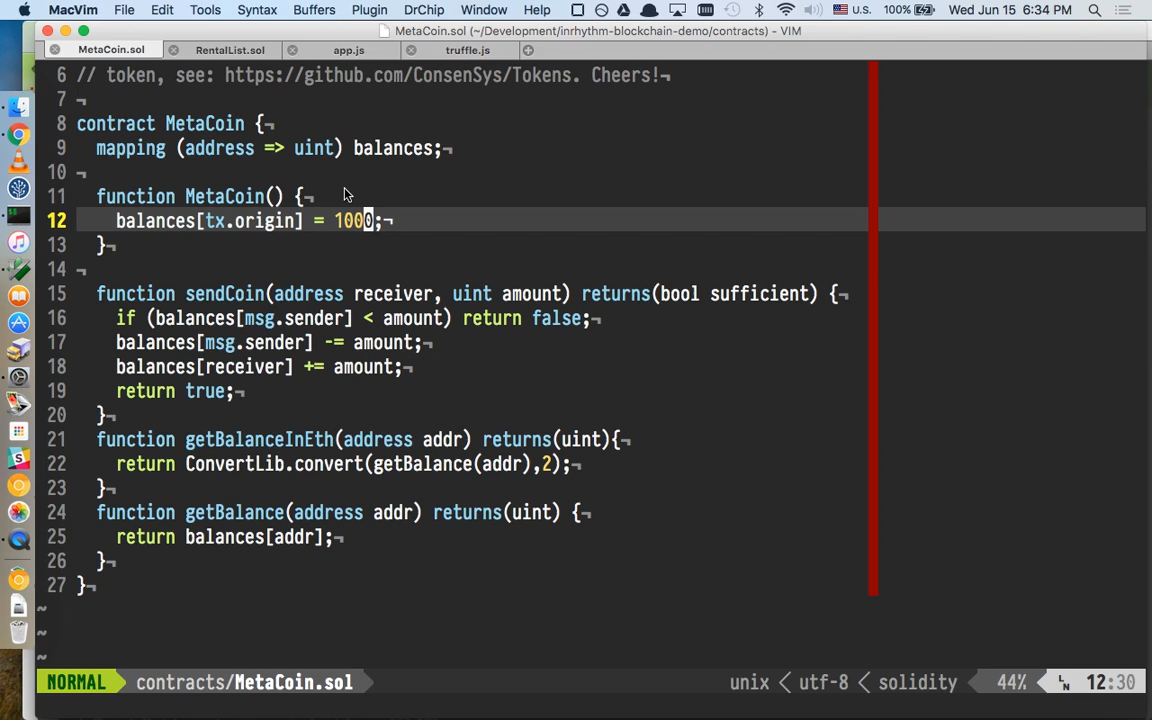 MacVim File Edit Tools Syntax Buffers Plugin DrChip Window Help U.S. 100% Wed Jun 15 6:34 PM
MetaCoin.sol (~/Development/inrhythm-blockchain-demo/contracts) - VIM
MetaCoin.sol RentalList.sol app.js truffle.js
6 // token, see: https://github.com/ConsenSys/Tokens. Cheers!¬
7 ¬
8 contract MetaCoin {¬
9 mapping (address => uint) balances;¬
10 ¬
11 function MetaCoin() {¬
12 balances[tx.origin] = 1000;¬
13 }¬
14 ¬
15 function sendCoin(address receiver, uint amount) returns(bool sufficient) {¬
16 if (balances[msg.sender] < amount) return false;¬
17 balances[msg.sender] -= amount;¬
18 balances[receiver] += amount;¬
19 return true;¬
20 }¬
21 function getBalanceInEth(address addr) returns(uint){¬
22 return ConvertLib.convert(getBalance(addr),2);¬
23 }¬
24 function getBalance(address addr) returns(uint) {¬
25 return balances[addr];¬
26 }¬
27 }¬
~
~
~
NORMAL contracts/MetaCoin.sol unix < utf-8 < solidity 44% LN 12:30